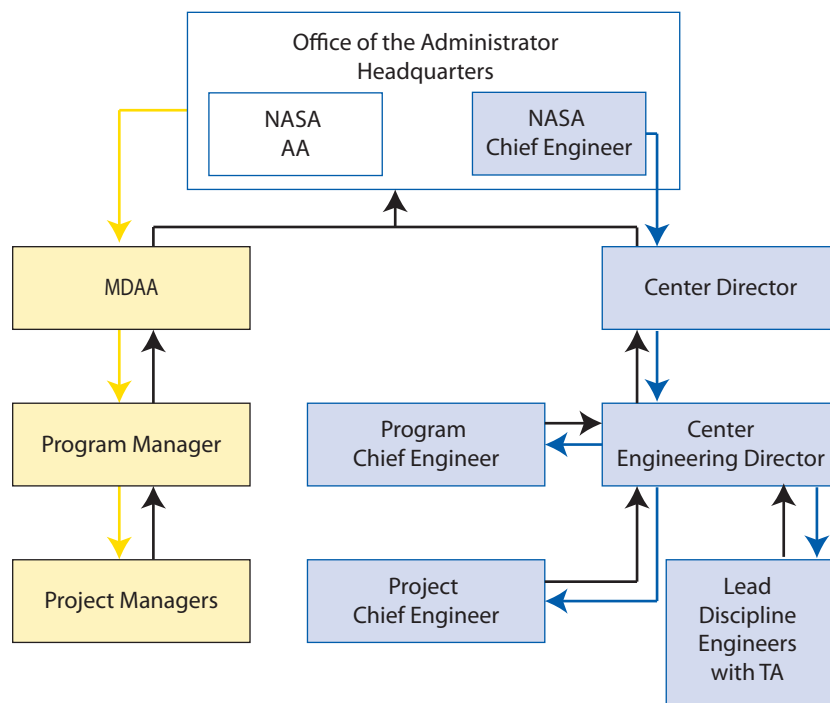 Office of the Administrator
Headquarters
NASA
AA
NASA
Chief Engineer
MDAA
Center Director
Program Manager
Program
Chief Engineer
Center
Engineering Director
Project Managers
Project
Chief Engineer
Lead
Discipline
Engineers
with TA